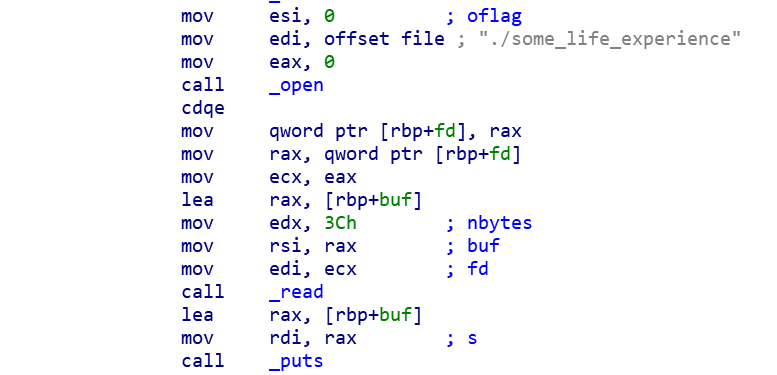 mov esi, 0 ; oflag
mov edi, offset file ; "./some_life_experience"
mov eax, 0
call _open
cdqe
mov qword ptr [rbp+fd], rax
mov rax, qword ptr [rbp+fd]
mov ecx, eax
lea rax, [rbp+buf]
mov edx, 3Ch ; nbytes
mov rsi, rax ; buf
mov edi, ecx ; fd
call _read
lea rax, [rbp+buf]
mov rdi, rax ; s
call _puts